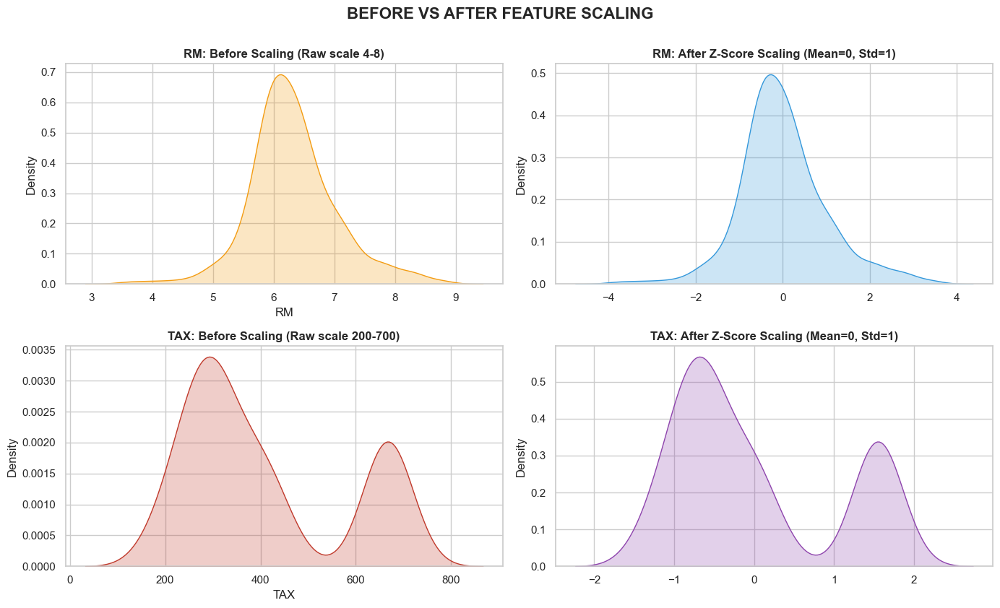 BEFORE VS AFTER FEATURE SCALING
RM: Before Scaling (Raw scale 4-8)
0.7
0.6
0.5
0.4
0.3
0.2
0.1
0.0
Density
3 4 5 6 7 8 9
RM
RM: After Z-Score Scaling (Mean=0, Std=1)
0.5
0.4
0.3
0.2
0.1
0.0
Density
−4 −2 0 2 4
TAX: Before Scaling (Raw scale 200-700)
0.0035
0.0030
0.0025
0.0020
0.0015
0.0010
0.0005
0.0000
Density
0 200 400 600 800
TAX
TAX: After Z-Score Scaling (Mean=0, Std=1)
0.5
0.4
0.3
0.2
0.1
0.0
Density
−2 −1 0 1 2